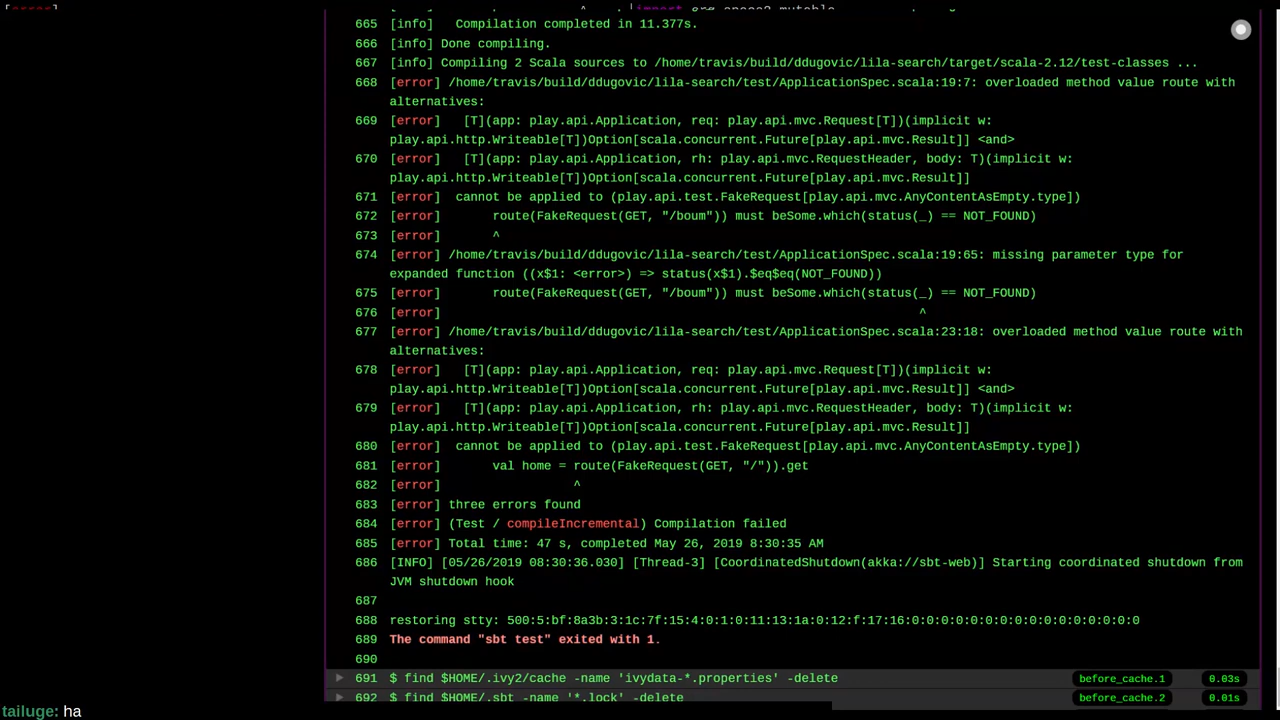 [error]
import
665 [info]   Compilation completed in 11.377s.
666 [info] Done compiling.
667 [info] Compiling 2 Scala sources to /home/travis/build/ddugovic/lila-search/target/scala-2.12/test-classes ...
668 [error] /home/travis/build/ddugovic/lila-search/test/ApplicationSpec.scala:19:7: overloaded method value route with
alternatives:
669 [error]   [T](app: play.api.Application, req: play.api.mvc.Request[T])(implicit w:
play.api.http.Writeable[T])Option[scala.concurrent.Future[play.api.mvc.Result]] <and>
670 [error]   [T](app: play.api.Application, rh: play.api.mvc.RequestHeader, body: T)(implicit w:
play.api.http.Writeable[T])Option[scala.concurrent.Future[play.api.mvc.Result]]
671 [error]  cannot be applied to (play.api.test.FakeRequest[play.api.mvc.AnyContentAsEmpty.type])
672 [error]       route(FakeRequest(GET, "/boum")) must beSome.which(status(_) == NOT_FOUND)
673 [error]       ^
674 [error] /home/travis/build/ddugovic/lila-search/test/ApplicationSpec.scala:19:65: missing parameter type for
expanded function ((x$1: <error>) => status(x$1).$eq$eq(NOT_FOUND))
675 [error]       route(FakeRequest(GET, "/boum")) must beSome.which(status(_) == NOT_FOUND)
676 [error]                                                                 ^
677 [error] /home/travis/build/ddugovic/lila-search/test/ApplicationSpec.scala:23:18: overloaded method value route with
alternatives:
678 [error]   [T](app: play.api.Application, req: play.api.mvc.Request[T])(implicit w:
play.api.http.Writeable[T])Option[scala.concurrent.Future[play.api.mvc.Result]] <and>
679 [error]   [T](app: play.api.Application, rh: play.api.mvc.RequestHeader, body: T)(implicit w:
play.api.http.Writeable[T])Option[scala.concurrent.Future[play.api.mvc.Result]]
680 [error]  cannot be applied to (play.api.test.FakeRequest[play.api.mvc.AnyContentAsEmpty.type])
681 [error]       val home = route(FakeRequest(GET, "/")).get
682 [error]                  ^
683 [error] three errors found
684 [error] (Test / compileIncremental) Compilation failed
685 [error] Total time: 47 s, completed May 26, 2019 8:30:35 AM
686 [INFO] [05/26/2019 08:30:36.030] [Thread-3] [CoordinatedShutdown(akka://sbt-web)] Starting coordinated shutdown from
JVM shutdown hook
687
688 restoring stty: 500:5:bf:8a3b:3:1c:7f:15:4:0:1:0:11:13:1a:0:12:f:17:16:0:0:0:0:0:0:0:0:0:0:0:0:0:0:0:0
689 The command "sbt test" exited with 1.
690
691 $ find $HOME/.ivy2/cache -name 'ivydata-*.properties' -delete before_cache.1 0.03s
692 $ find $HOME/.sbt -name '*.lock' -delete before_cache.2 0.01s
tailuge: ha